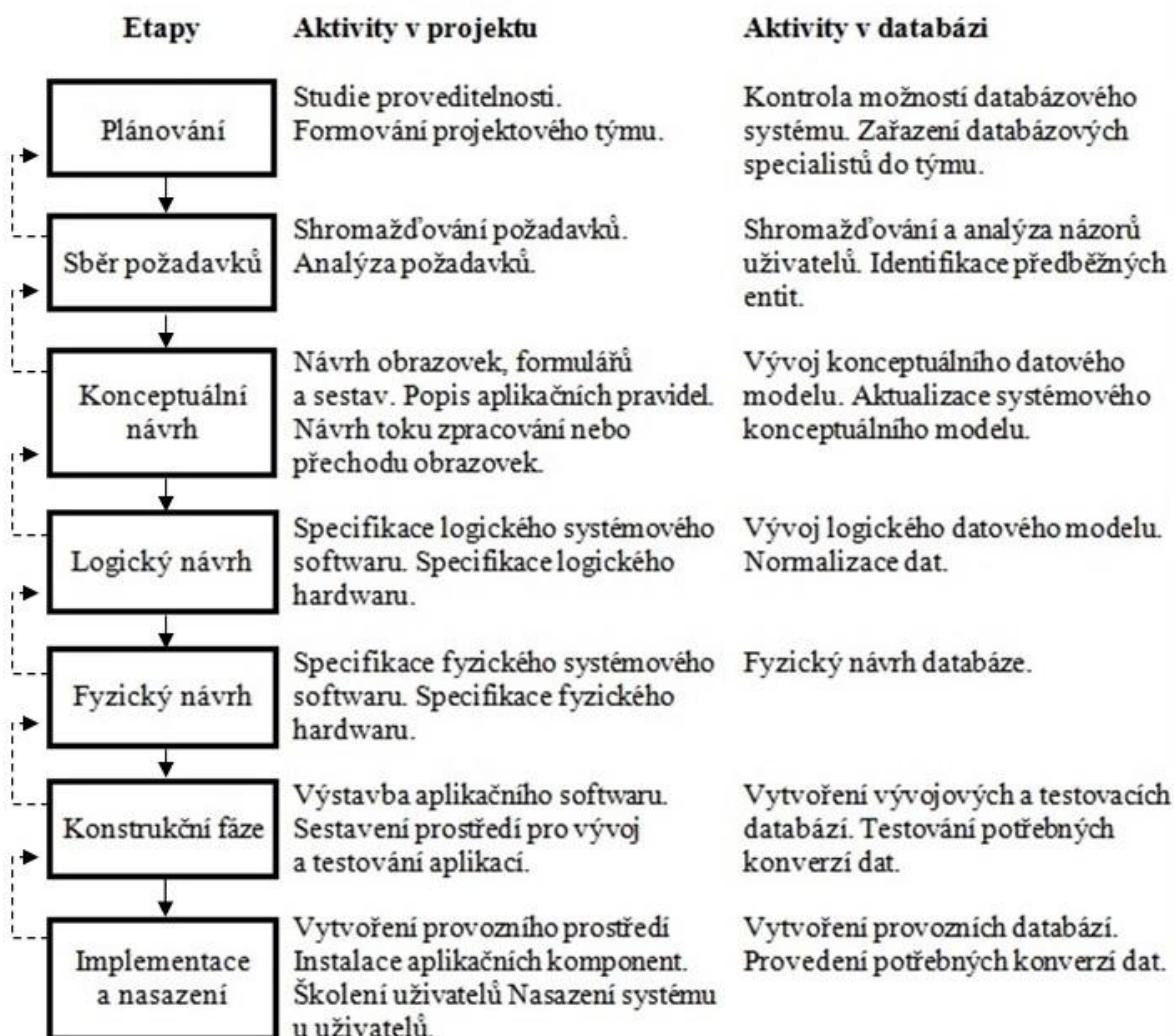 Etapy
Aktivity v projektu
Aktivity v databázi
Plánování
Studie proveditelnosti.
Formování projektového týmu.
Kontrola možností databázového
systému. Zařazení databázových
specialistů do týmu.
Sběr požadavků
Shromažďování požadavků.
Analýza požadavků.
Shromažďování a analýza názorů
uživatelů. Identifikace předběžných
entit.
Konceptuální
návrh
Návrh obrazovek, formulářů
a sestav. Popis aplikačních pravidel.
Návrh toku zpracování nebo
přechodu obrazovek.
Vývoj konceptuálního datového
modelu. Aktualizace systémového
konceptuálního modelu.
Logický návrh
Specifikace logického systémového
softwaru. Specifikace logického
hardwaru.
Vývoj logického datového modelu.
Normalizace dat.
Fyzický návrh
Specifikace fyzického systémového
softwaru. Specifikace fyzického
hardwaru.
Fyzický návrh databáze.
Konstrukční fáze
Výstavba aplikačního softwaru.
Sestavení prostředí pro vývoj
a testování aplikací.
Vytvoření vývojových a testovacích
databází. Testování potřebných
konverzí dat.
Implementace
a nasazení
Vytvoření provozního prostředí
Instalace aplikačních komponent.
Školení uživatelů Nasazení systému
u uživatelů.
Vytvoření provozních databází.
Provedení potřebných konverzí dat.